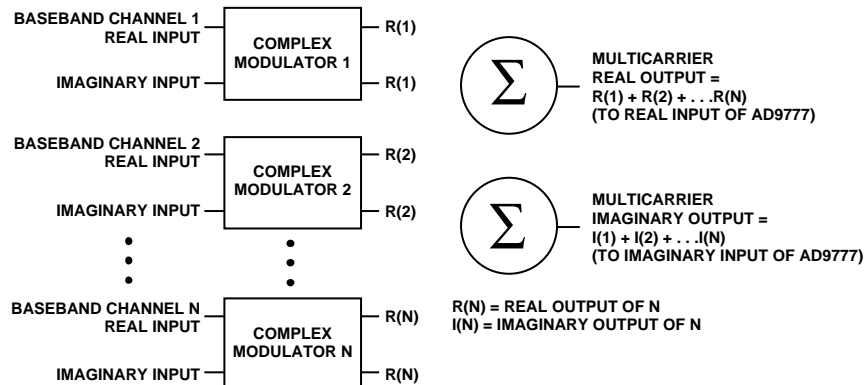 BASEBAND CHANNEL 1
REAL INPUT
IMAGINARY INPUT
COMPLEX
MODULATOR 1
R(1)
R(1)
BASEBAND CHANNEL 2
REAL INPUT
IMAGINARY INPUT
COMPLEX
MODULATOR 2
R(2)
R(2)
BASEBAND CHANNEL N
REAL INPUT
IMAGINARY INPUT
COMPLEX
MODULATOR N
R(N)
R(N)
Σ
MULTICARRIER
REAL OUTPUT =
R(1) + R(2) + . . .R(N)
(TO REAL INPUT OF AD9777)
Σ
MULTICARRIER
IMAGINARY OUTPUT =
I(1) + I(2) + . . .I(N)
(TO IMAGINARY INPUT OF AD9777)
R(N) = REAL OUTPUT OF N
I(N) = IMAGINARY OUTPUT OF N